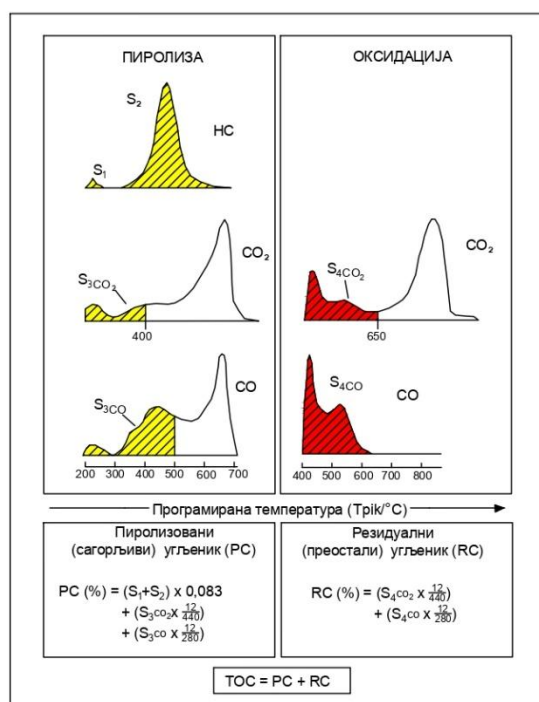 ПИРОЛИЗА
S₂
HC
S₁
CO₂
S₃CO₂
400
CO
S₃CO
200 300 400 500 600 700
ОКСИДАЦИЈА
CO₂
S₄CO₂
650
S₄CO
CO
400 500 600 700 800
Програмирана температура (Tpik/°C)
Пиролизовани
(сагорљиви) угљеник (PC)
PC (%) = (S₁+S₂) x 0,083
+ (S₃co₂x 12/440)
+ (S₃co x 12/280)
Резидуални
(преостали) угљеник (RC)
RC (%) = (S₄co₂ x 12/440)
+ (S₄co x 12/280)
TOC = PC + RC